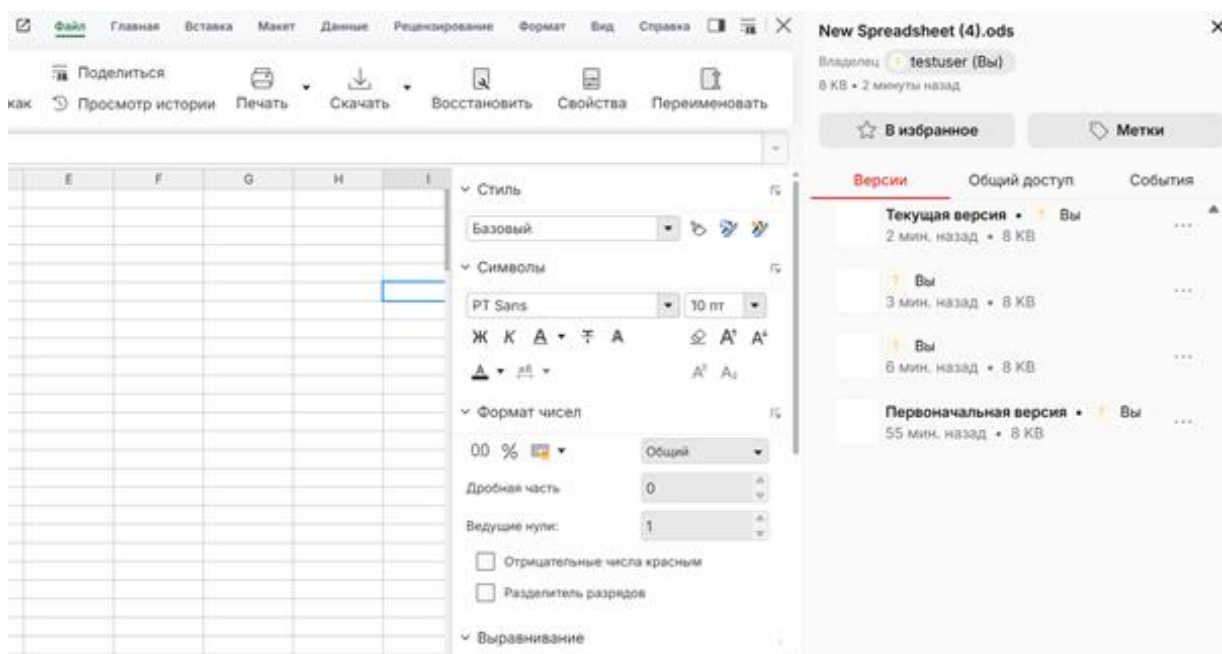 Файл Главная Вставка Макет Данные Рецензирование Формат Вид Справка
Поделиться
как Просмотр истории Печать Скачать Восстановить Свойства Переименовать
E F G H I
Стиль
Базовый
Символы
PT Sans 10 пт
Ж К А Т А А А
А А А
Формат чисел
00 % Общий
Дробная часть 0
Ведущие нули: 1
Отрицательные числа красным
Разделитель разрядов
Выравнивание
New Spreadsheet (4).ods
Владелец testuser (Вы)
8 KB • 2 минуты назад
В избранное Метки
Версии Общий доступ События
Текущая версия • Вы
2 мин. назад • 8 KB
Вы
3 мин. назад • 8 KB
Вы
6 мин. назад • 8 KB
Первоначальная версия • Вы
55 мин. назад • 8 KB